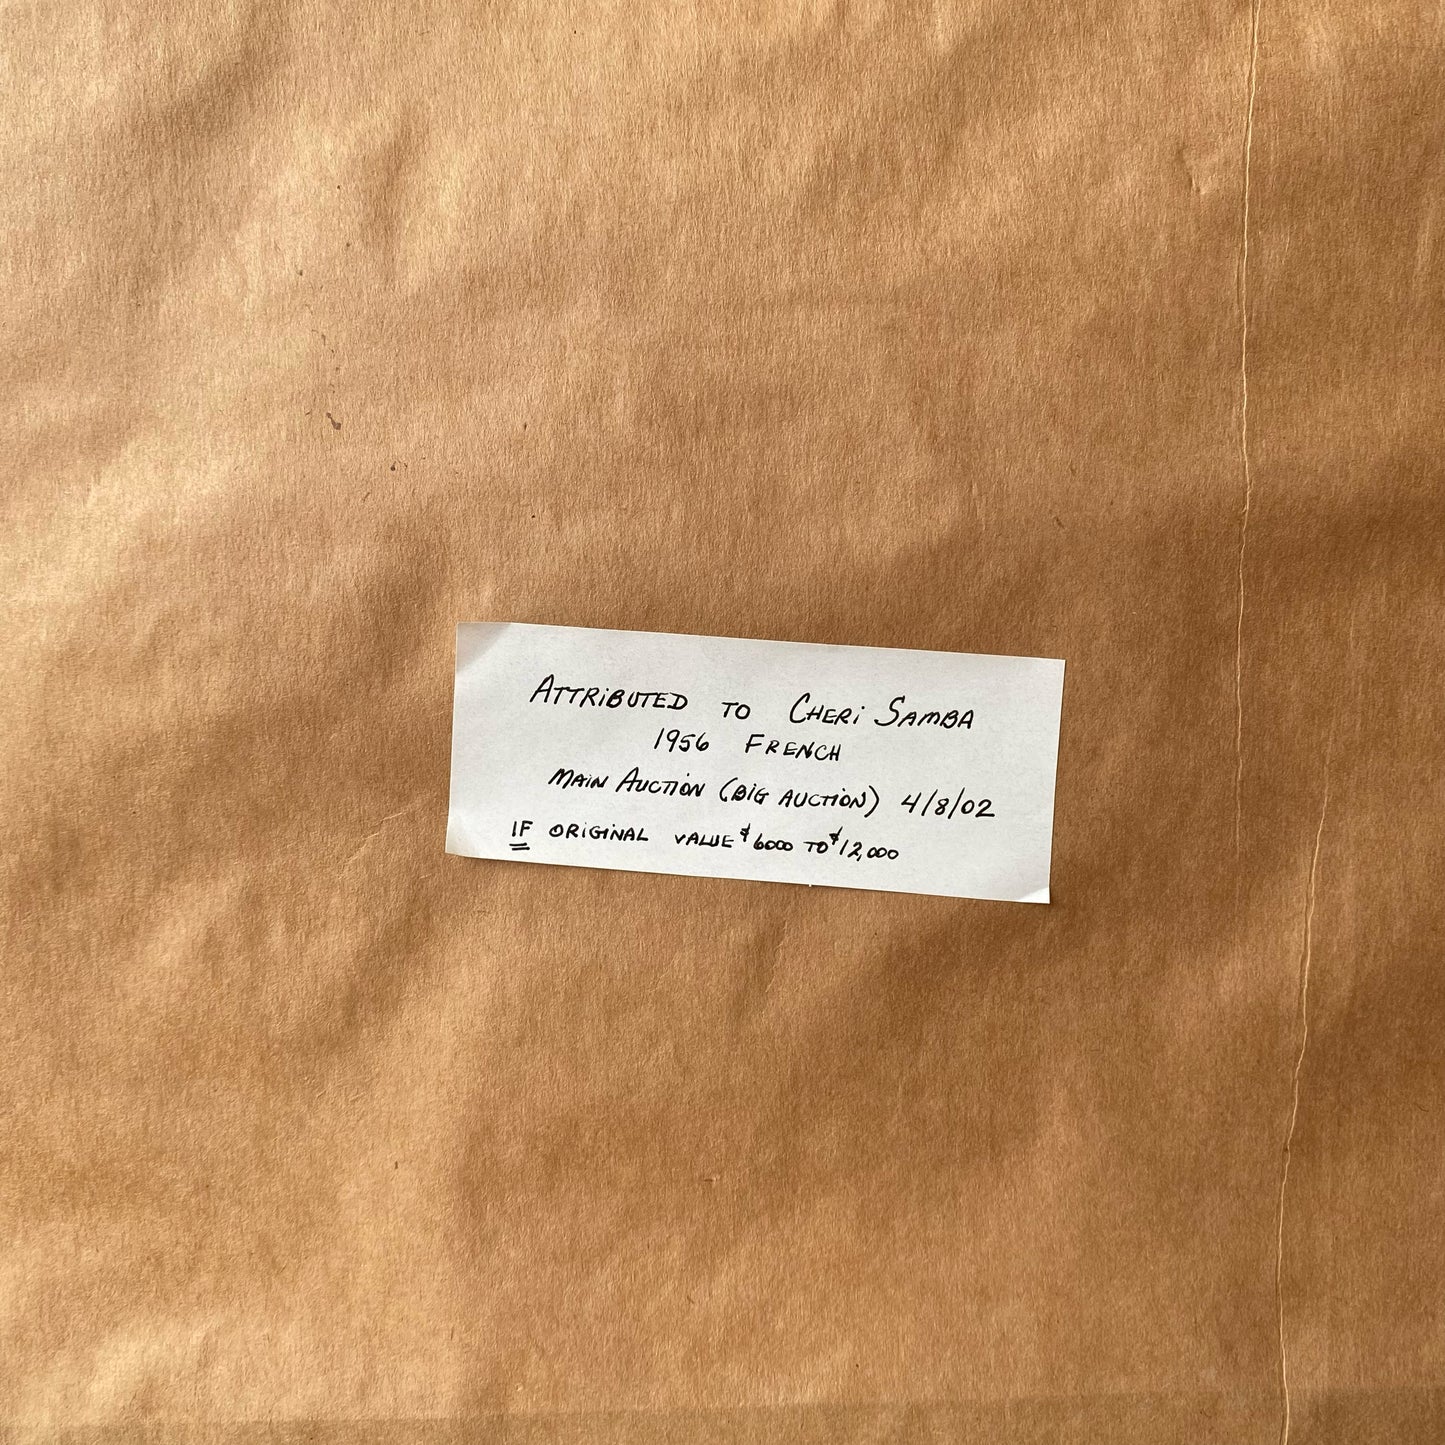 ATTRIBUTED TO CHERI SAMBA
1956 FRENCH
MAIN AUCTION (BIG AUCTION) 4/8/02
IF ORIGINAL VALUE $6000 TO $12,000